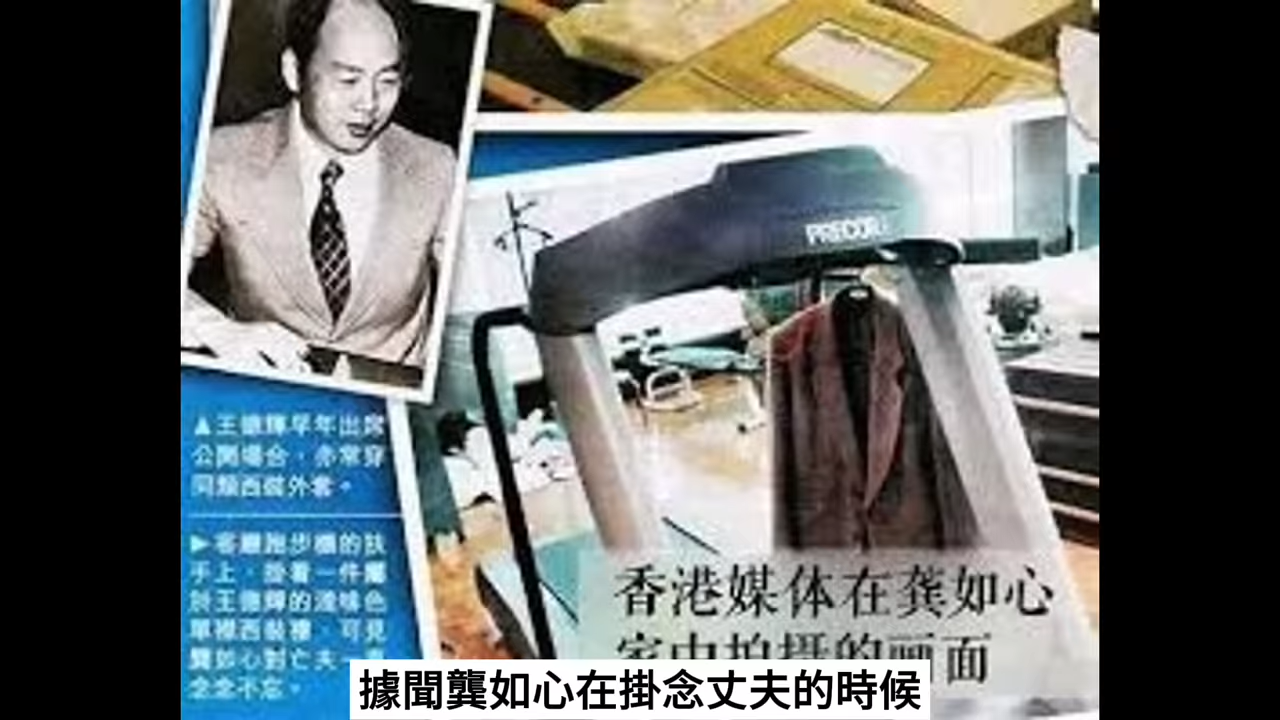 PRECOR
▲王德輝早年出席
公開場合，亦常穿
同類西裝外套。
▶客廳跑步機的扶
手上，掛着一件屬
於王德輝的淺啡色
單襟西裝褸，可見
龔如心對亡夫一直
念念不忘。
香港媒体在龚如心
家中拍摄的画面
據聞龔如心在掛念丈夫的時候